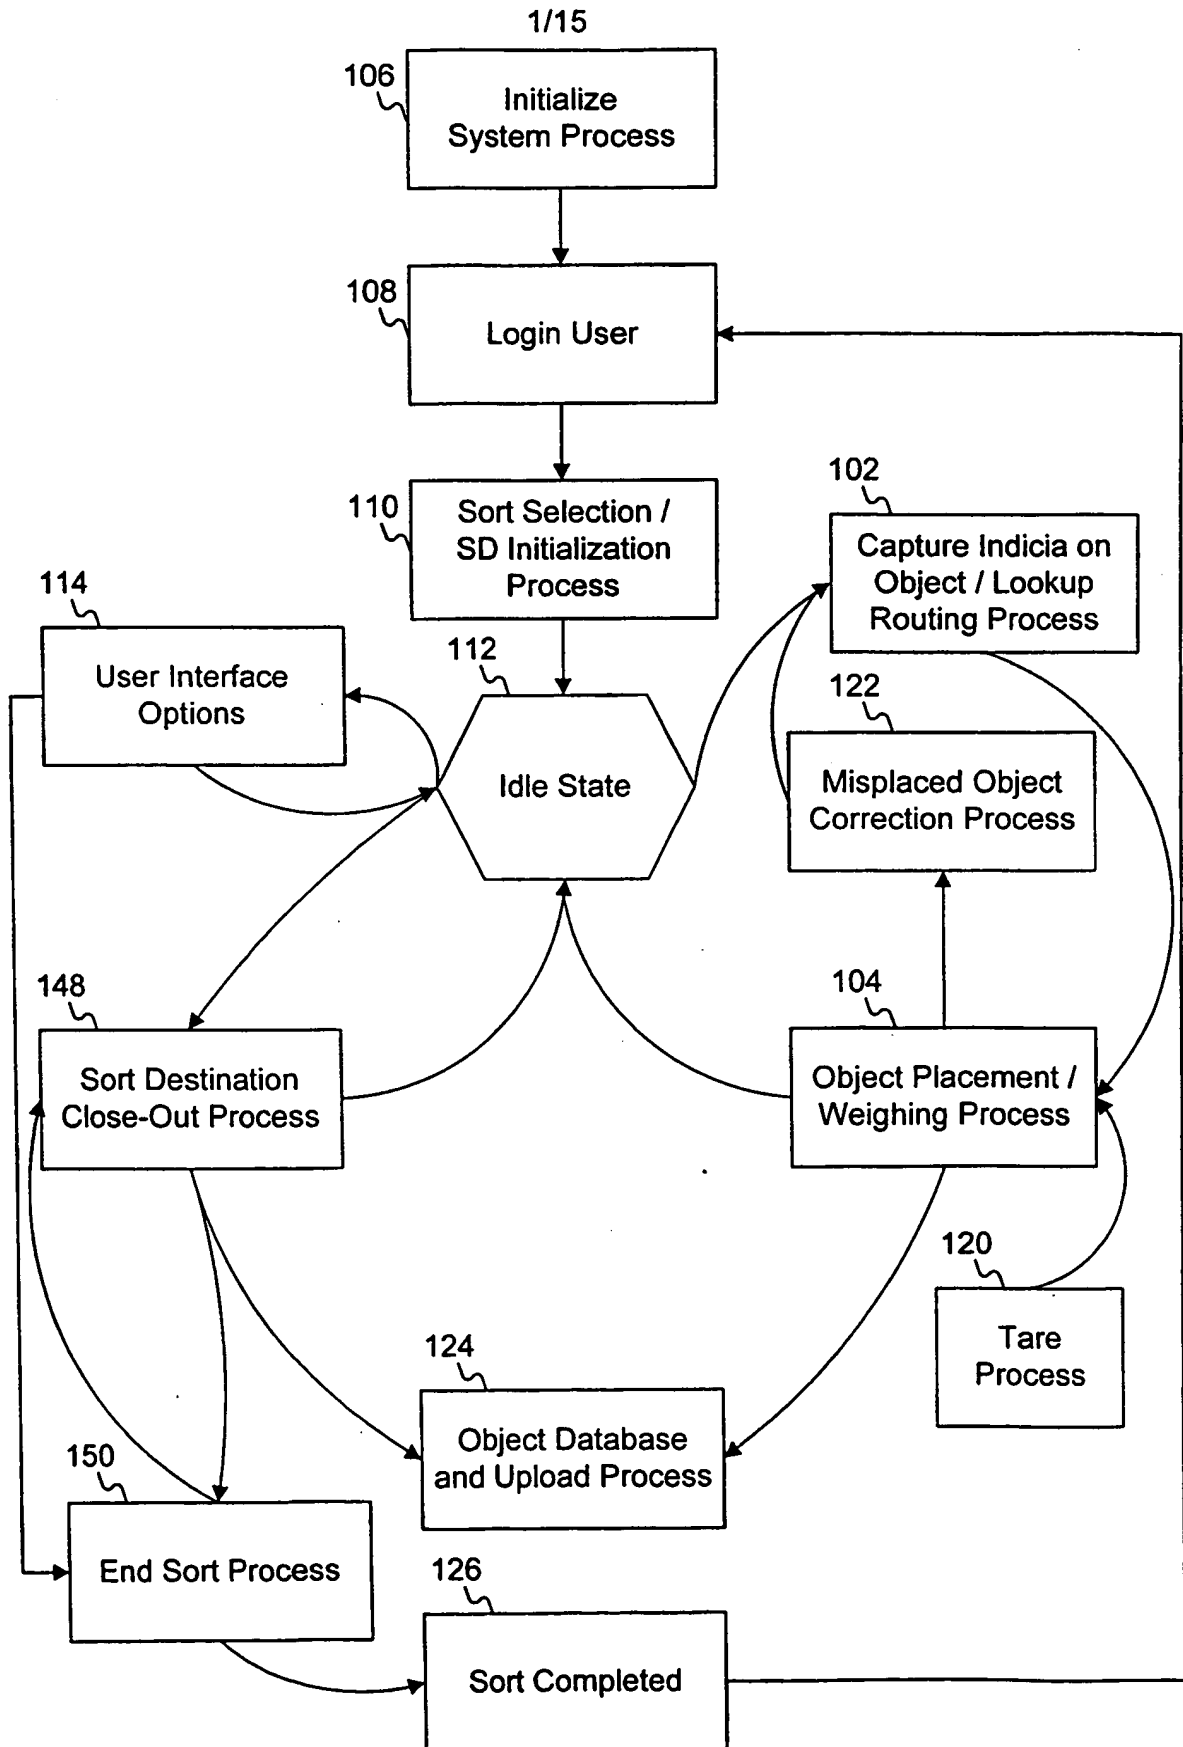 1/15
106
Initialize
System Process
108
Login User
110
Sort Selection /
SD Initialization
Process
102
Capture Indicia on
Object / Lookup
Routing Process
114
User Interface
Options
112
Idle State
122
Misplaced Object
Correction Process
148
Sort Destination
Close-Out Process
104
Object Placement /
Weighing Process
120
Tare
Process
124
Object Database
and Upload Process
150
End Sort Process
126
Sort Completed